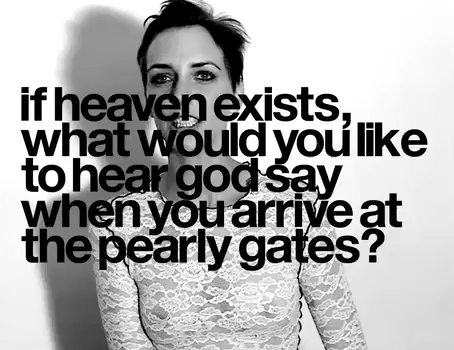 if heaven exists,
what would you like
to hear god say
when you arrive at
the pearly gates?